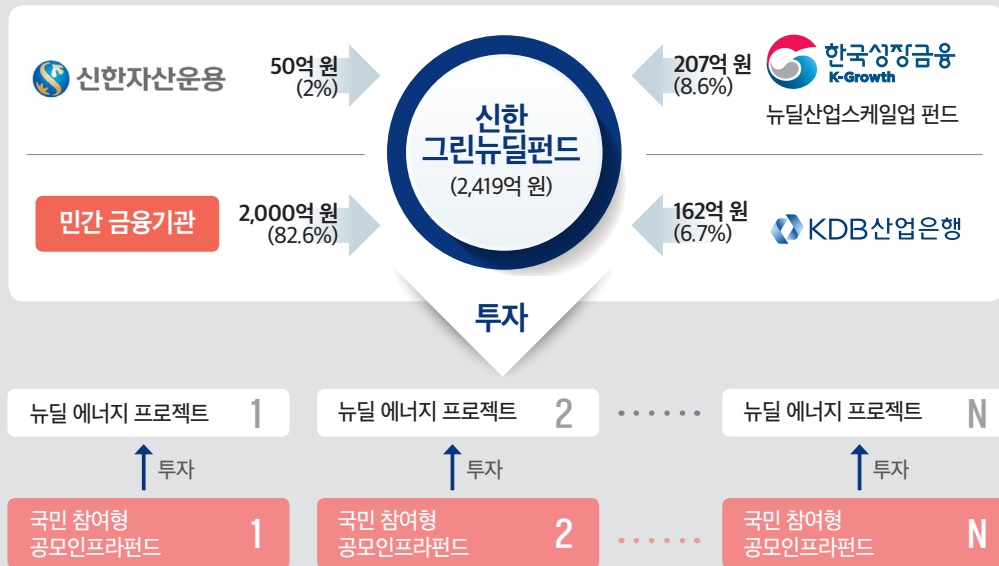 신한자산운용
50억 원
(2%)
신한
그린뉴딜펀드
(2,419억 원)
207억 원
(8.6%)
한국성장금융
K-Growth
뉴딜산업스케일업 펀드
민간 금융기관
2,000억 원
(82.6%)
162억 원
(6.7%)
KDB산업은행
투자
뉴딜 에너지 프로젝트 1
뉴딜 에너지 프로젝트 2
뉴딜 에너지 프로젝트 N
투자
투자
투자
국민 참여형
공모인프라펀드 1
국민 참여형
공모인프라펀드 2
국민 참여형
공모인프라펀드 N